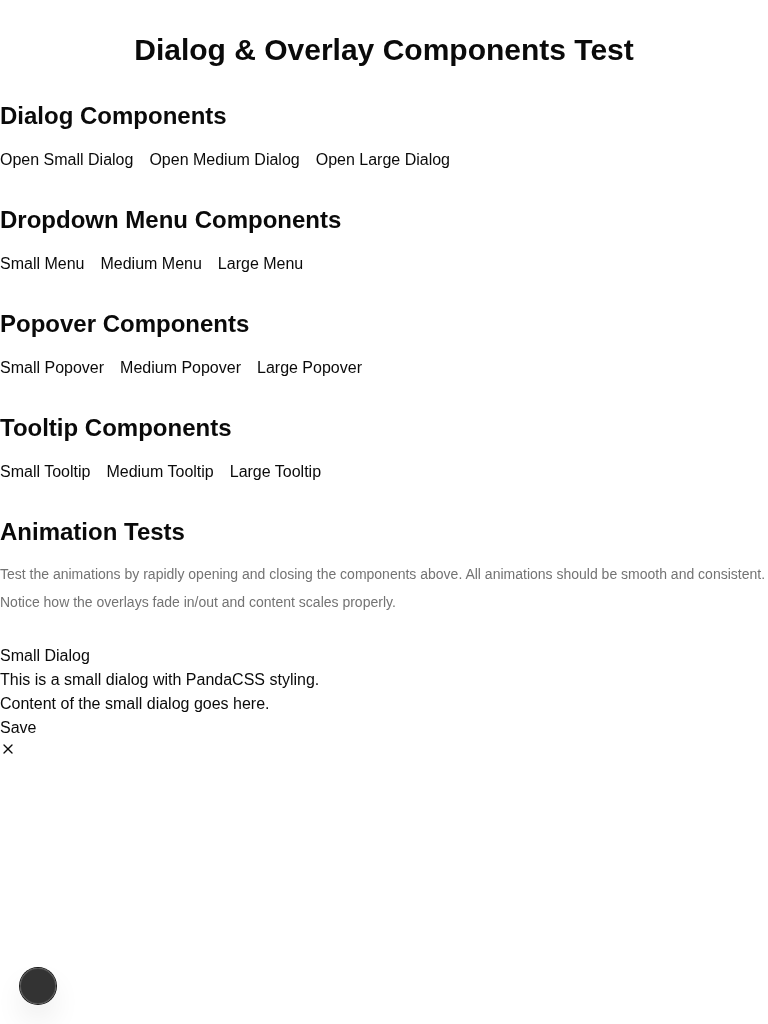 Dialog & Overlay Components Test
Dialog Components
Open Small Dialog Open Medium Dialog Open Large Dialog
Dropdown Menu Components
Small Menu Medium Menu Large Menu
Popover Components
Small Popover Medium Popover Large Popover
Tooltip Components
Small Tooltip Medium Tooltip Large Tooltip
Animation Tests
Test the animations by rapidly opening and closing the components above. All animations should be smooth and consistent.
Notice how the overlays fade in/out and content scales properly.
Small Dialog
This is a small dialog with PandaCSS styling.
Content of the small dialog goes here.
Save